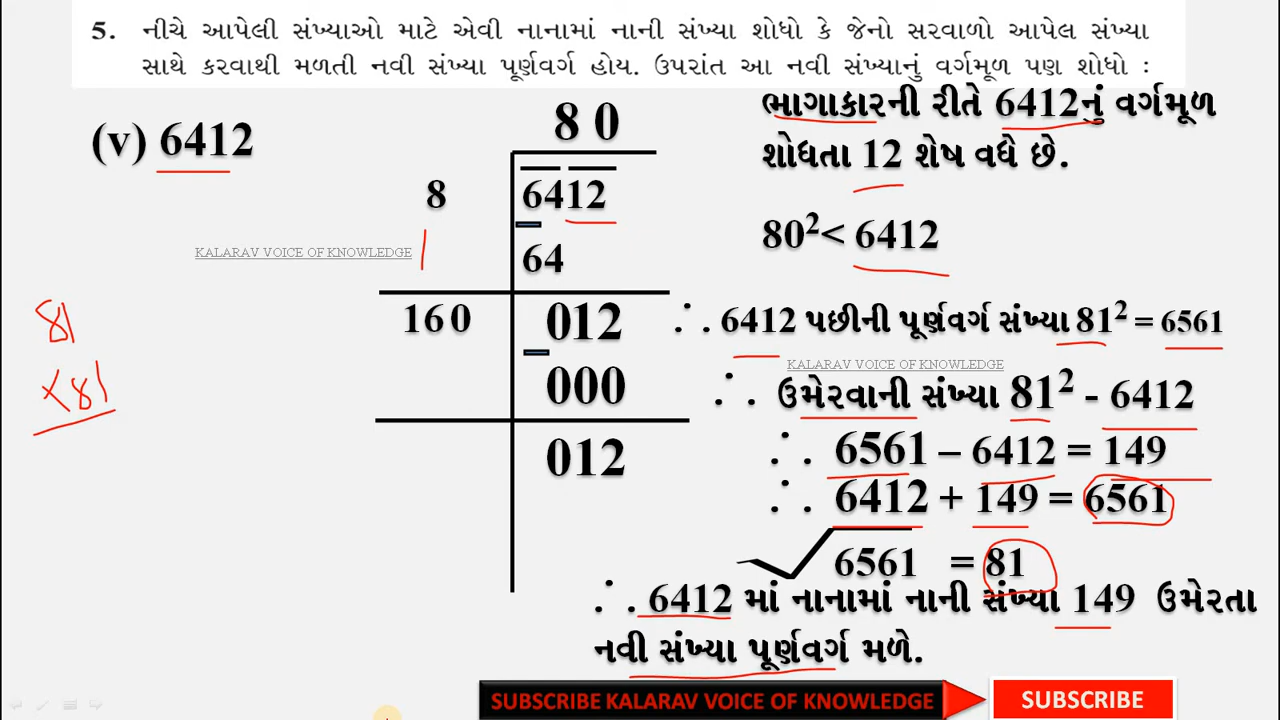 5. નીચે આપેલી સંખ્યાઓ માટે એવી નાનામાં નાની સંખ્યા શોધો કે જેનો સરવાળો આપેલ સંખ્યા
સાથે કરવાથી મળતી નવી સંખ્યા પૂર્ણવર્ગ હોય. ઉપરાંત આ નવી સંખ્યાનું વર્ગમૂળ પણ શોધો :
(v) 6412
80
8 6412
1 64
160 012
000
012
81
×81
KALARAV VOICE OF KNOWLEDGE
ભાગાકારની રીતે 6412નું વર્ગમૂળ
શોધતા 12 શેષ વધે છે.
80²< 6412
∴ 6412 પછીની પૂર્ણવર્ગ સંખ્યા 81² = 6561
KALARAV VOICE OF KNOWLEDGE
∴ ઉમેરવાની સંખ્યા 81² - 6412
∴ 6561 – 6412 = 149
∴ 6412 + 149 = 6561
√6561 = 81
∴ 6412 માં નાનામાં નાની સંખ્યા 149 ઉમેરતા
નવી સંખ્યા પૂર્ણવર્ગ મળે.
SUBSCRIBE KALARAV VOICE OF KNOWLEDGE SUBSCRIBE